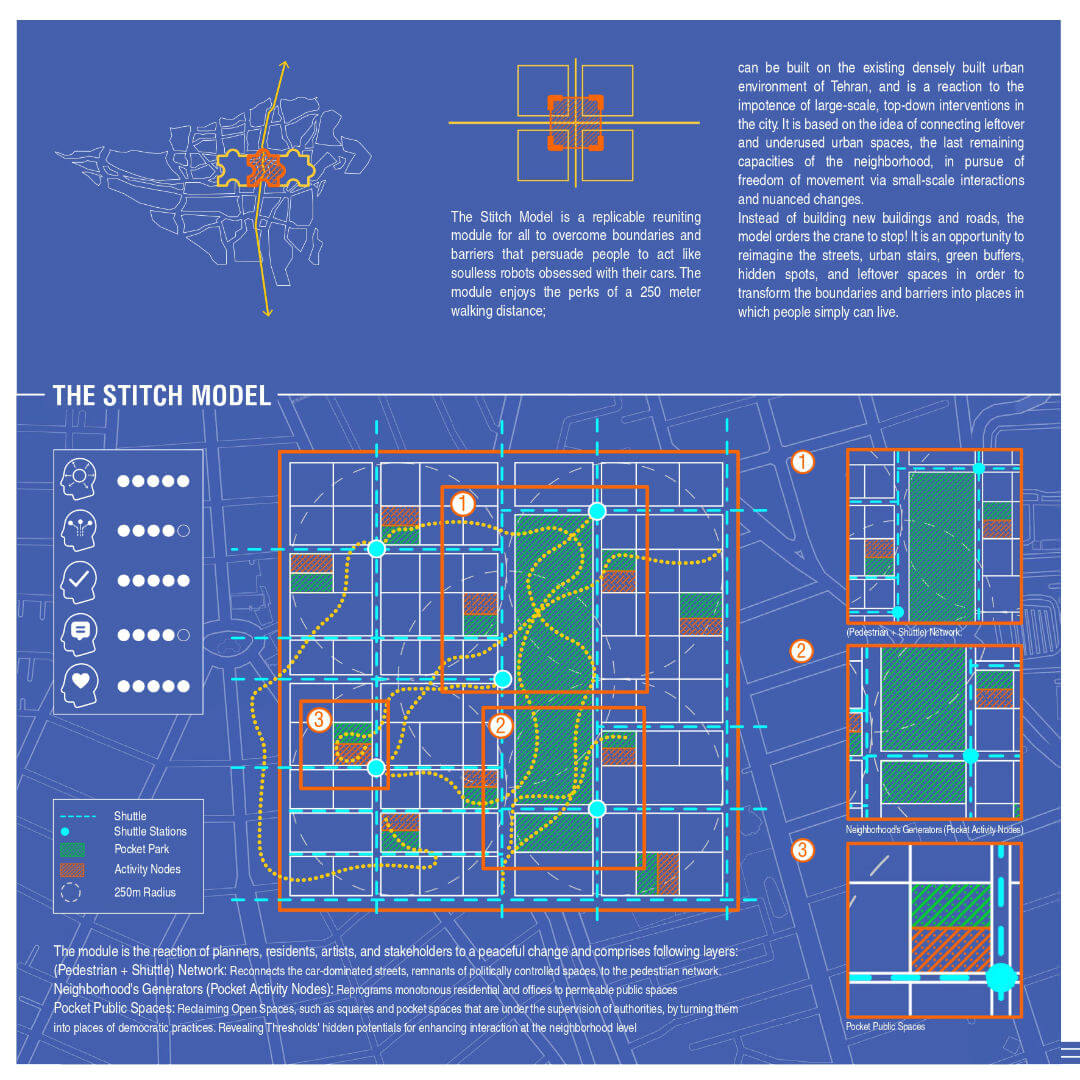 The Stitch Model is a replicable reuniting
module for all to overcome boundaries and
barriers that persuade people to act like
soulless robots obsessed with their cars. The
module enjoys the perks of a 250 meter
walking distance;
can be built on the existing densely built urban
environment of Tehran, and is a reaction to the
impotence of large-scale, top-down interventions in
the city. It is based on the idea of connecting leftover
and underused urban spaces, the last remaining
capacities of the neighborhood, in pursue of
freedom of movement via small-scale interactions
and nuanced changes.
Instead of building new buildings and roads, the
model orders the crane to stop! It is an opportunity to
reimagine the streets, urban stairs, green buffers,
hidden spots, and leftover spaces in order to
transform the boundaries and barriers into places in
which people simply can live.
THE STITCH MODEL
1
2
3
Shuttle
Shuttle Stations
Pocket Park
Activity Nodes
250m Radius
1
(Pedestrian + Shuttle) Network:
2
Neighborhood's Generators (Pocket Activity Nodes)
3
Pocket Public Spaces
The module is the reaction of planners, residents, artists, and stakeholders to a peaceful change and comprises following layers:
(Pedestrian + Shuttle) Network: Reconnects the car-dominated streets, remnants of politically controlled spaces, to the pedestrian network.
Neighborhood's Generators (Pocket Activity Nodes): Reprograms monotonous residential and offices to permeable public spaces
Pocket Public Spaces: Reclaiming Open Spaces, such as squares and pocket spaces that are under the supervision of authorities, by turning them
into places of democratic practices. Revealing Thresholds' hidden potentials for enhancing interaction at the neighborhood level